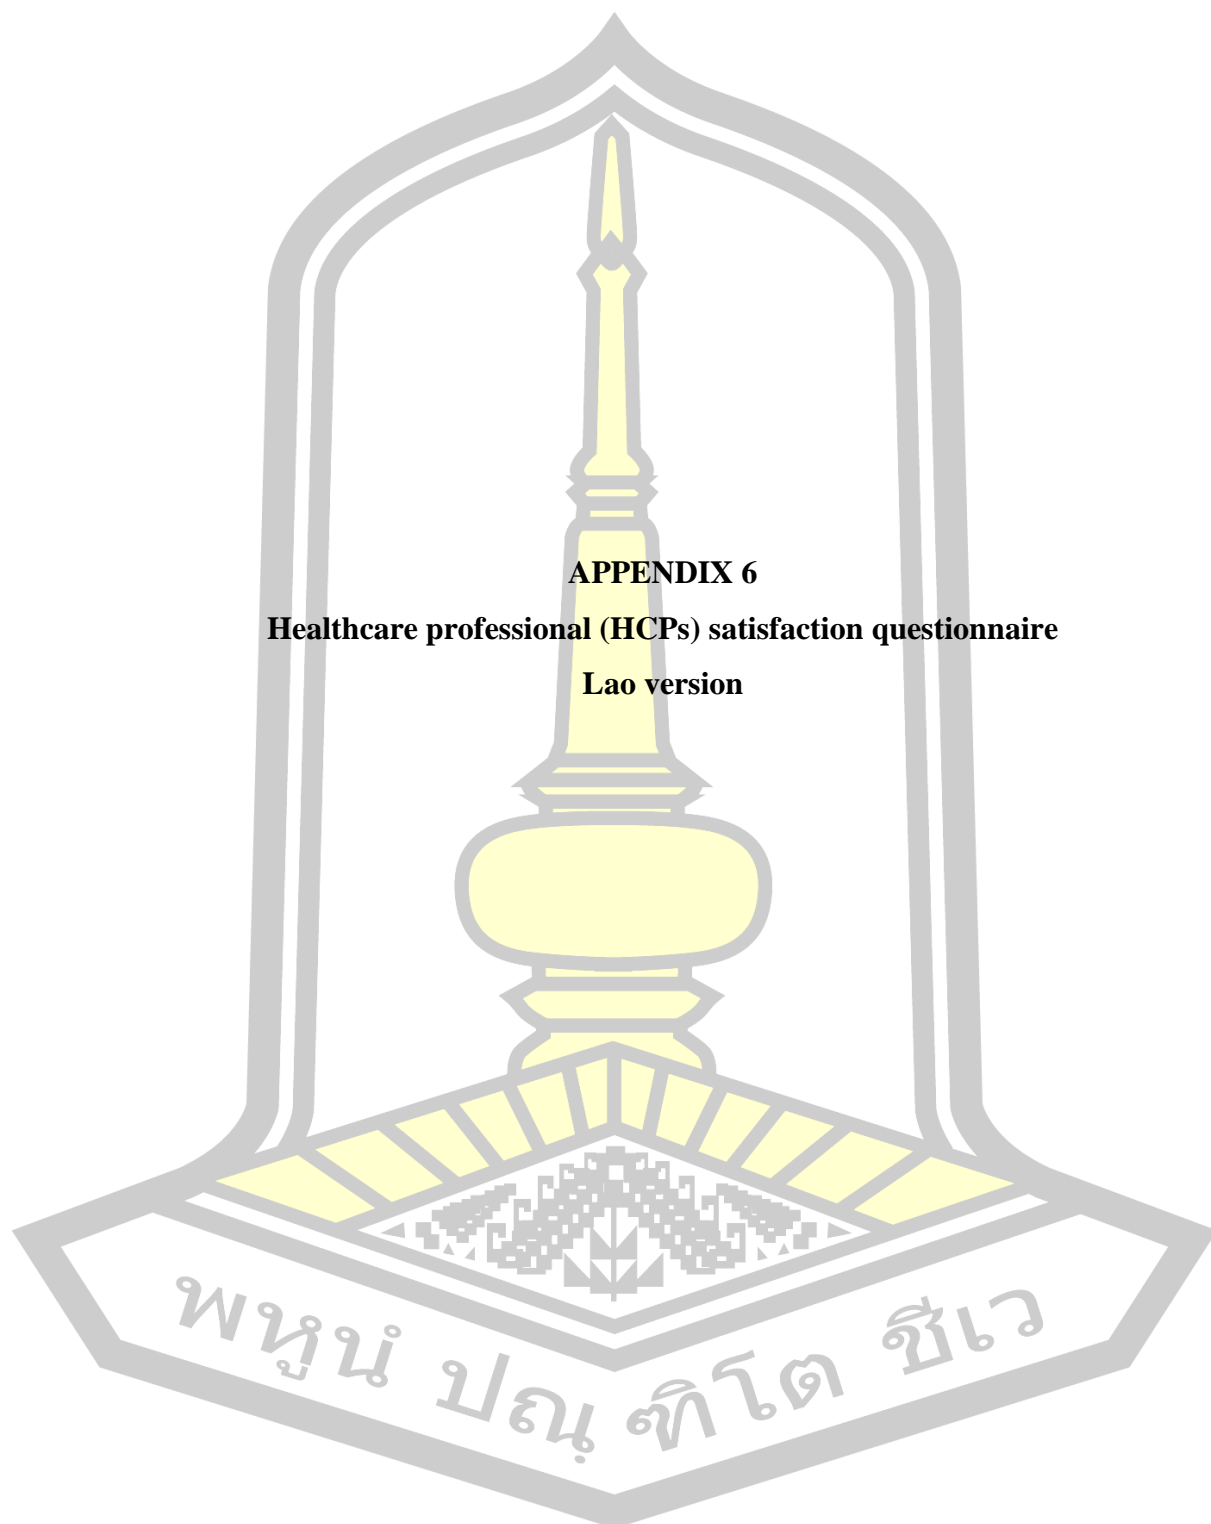 APPENDIX 6
Healthcare professional (HCPs) satisfaction questionnaire
Lao version
พหูนํ ปณฺฑิโต ชีเว